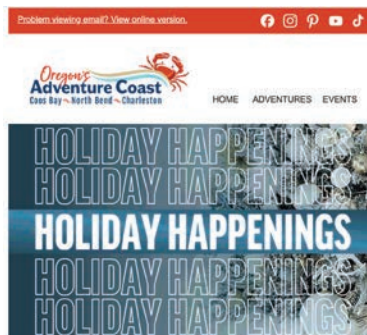 Problem viewing email? View online version.
Oregon's
Adventure Coast
Coos Bay~North Bend~Charleston
HOME ADVENTURES EVENTS
HOLIDAY HAPPENINGS
HOLIDAY HAPPENINGS
HOLIDAY HAPPENINGS
HOLIDAY HAPPENINGS
HOLIDAY HAPPENINGS